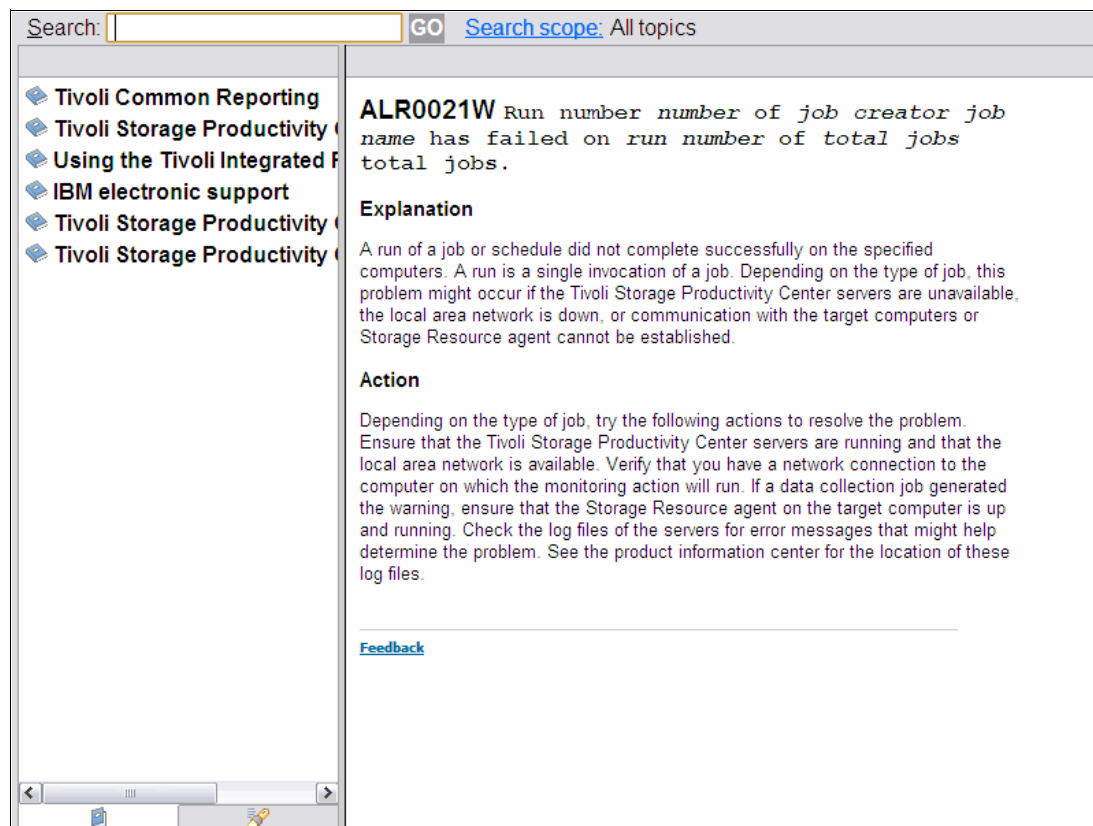 Search: GO Search scope: All topics
Tivoli Common Reporting
Tivoli Storage Productivity
Using the Tivoli Integrated
IBM electronic support
Tivoli Storage Productivity
Tivoli Storage Productivity
ALR0021W Run number number of job creator job
name has failed on run number of total jobs
total jobs.
Explanation
A run of a job or schedule did not complete successfully on the specified
computers. A run is a single invocation of a job. Depending on the type of job, this
problem might occur if the Tivoli Storage Productivity Center servers are unavailable,
the local area network is down, or communication with the target computers or
Storage Resource agent cannot be established.
Action
Depending on the type of job, try the following actions to resolve the problem.
Ensure that the Tivoli Storage Productivity Center servers are running and that the
local area network is available. Verify that you have a network connection to the
computer on which the monitoring action will run. If a data collection job generated
the warning, ensure that the Storage Resource agent on the target computer is up
and running. Check the log files of the servers for error messages that might help
determine the problem. See the product information center for the location of these
log files.
Feedback